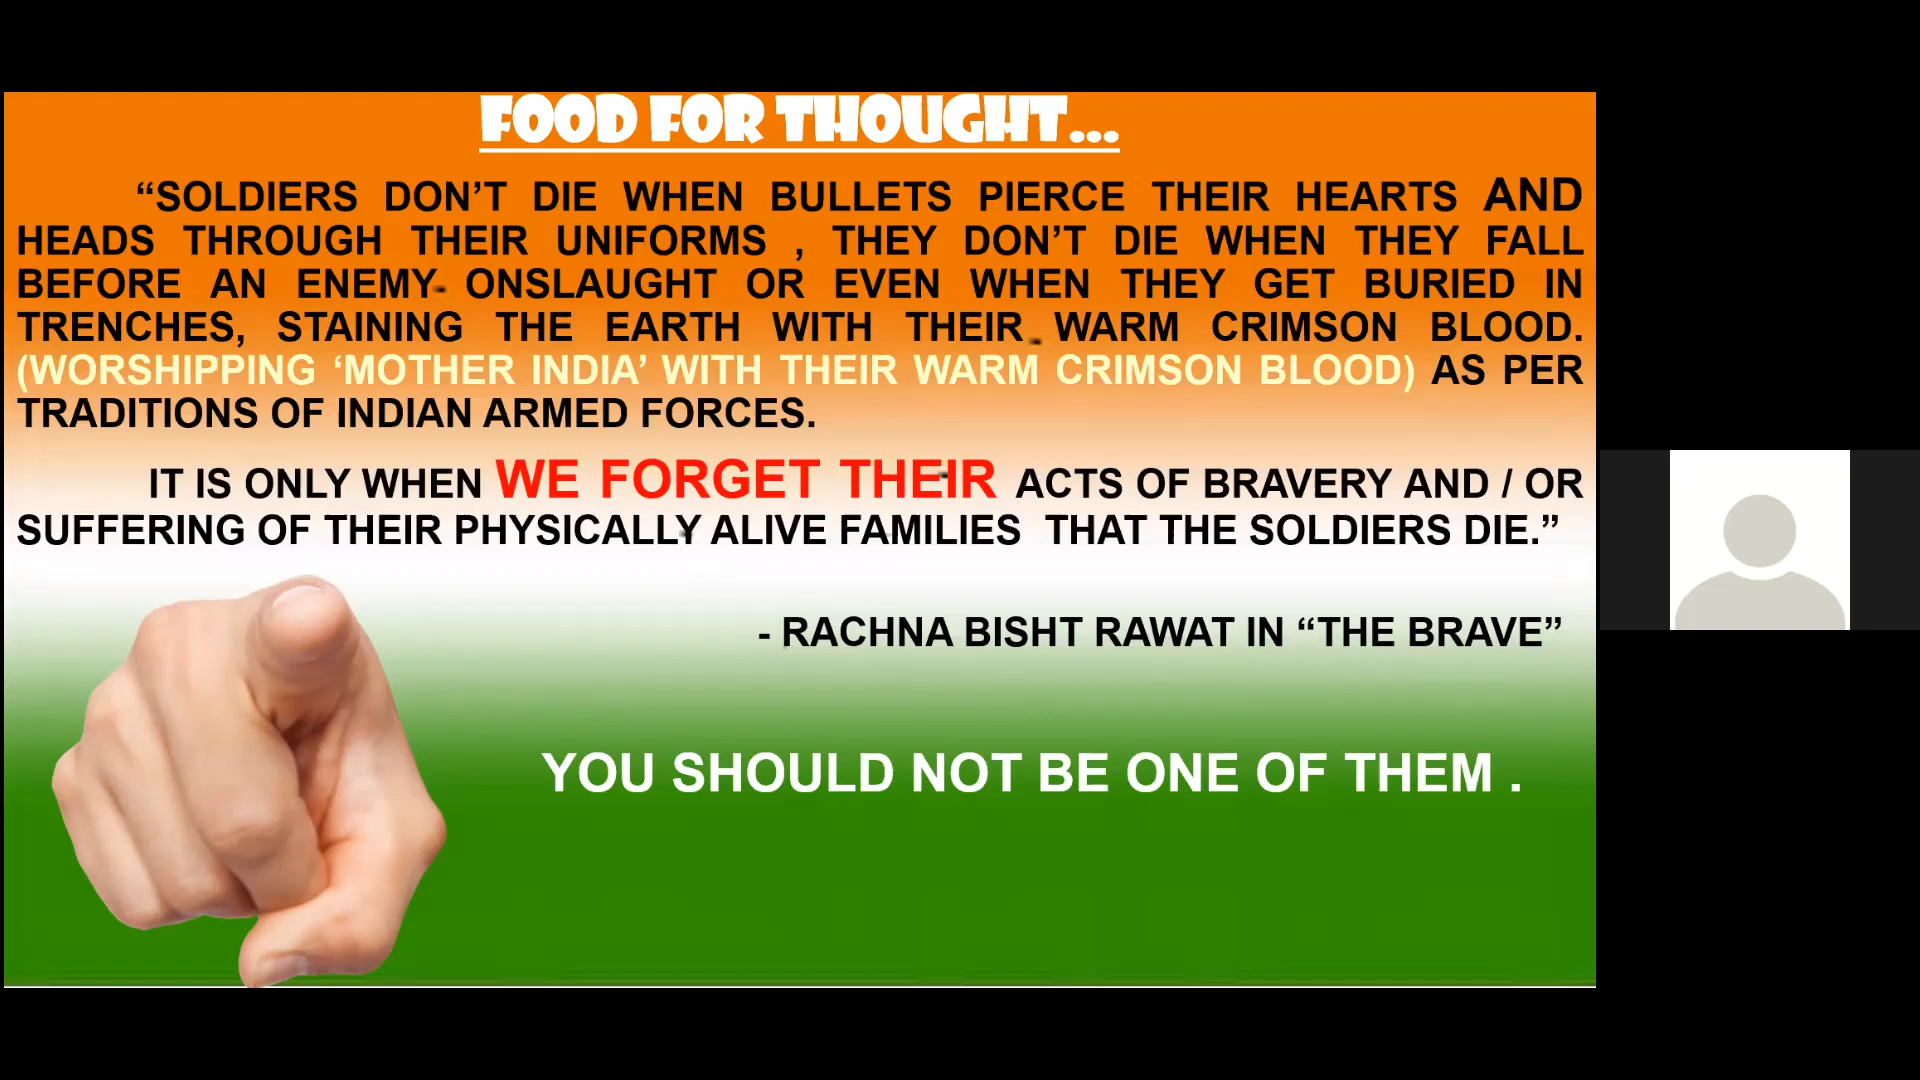 FOOD FOR THOUGHT...
“SOLDIERS DON’T DIE WHEN BULLETS PIERCE THEIR HEARTS AND
HEADS THROUGH THEIR UNIFORMS , THEY DON’T DIE WHEN THEY FALL
BEFORE AN ENEMY ONSLAUGHT OR EVEN WHEN THEY GET BURIED IN
TRENCHES, STAINING THE EARTH WITH THEIR WARM CRIMSON BLOOD.
(WORSHIPPING ‘MOTHER INDIA’ WITH THEIR WARM CRIMSON BLOOD) AS PER
TRADITIONS OF INDIAN ARMED FORCES.
IT IS ONLY WHEN WE FORGET THEIR ACTS OF BRAVERY AND / OR
SUFFERING OF THEIR PHYSICALLY ALIVE FAMILIES THAT THE SOLDIERS DIE.”
- RACHNA BISHT RAWAT IN “THE BRAVE”
YOU SHOULD NOT BE ONE OF THEM .